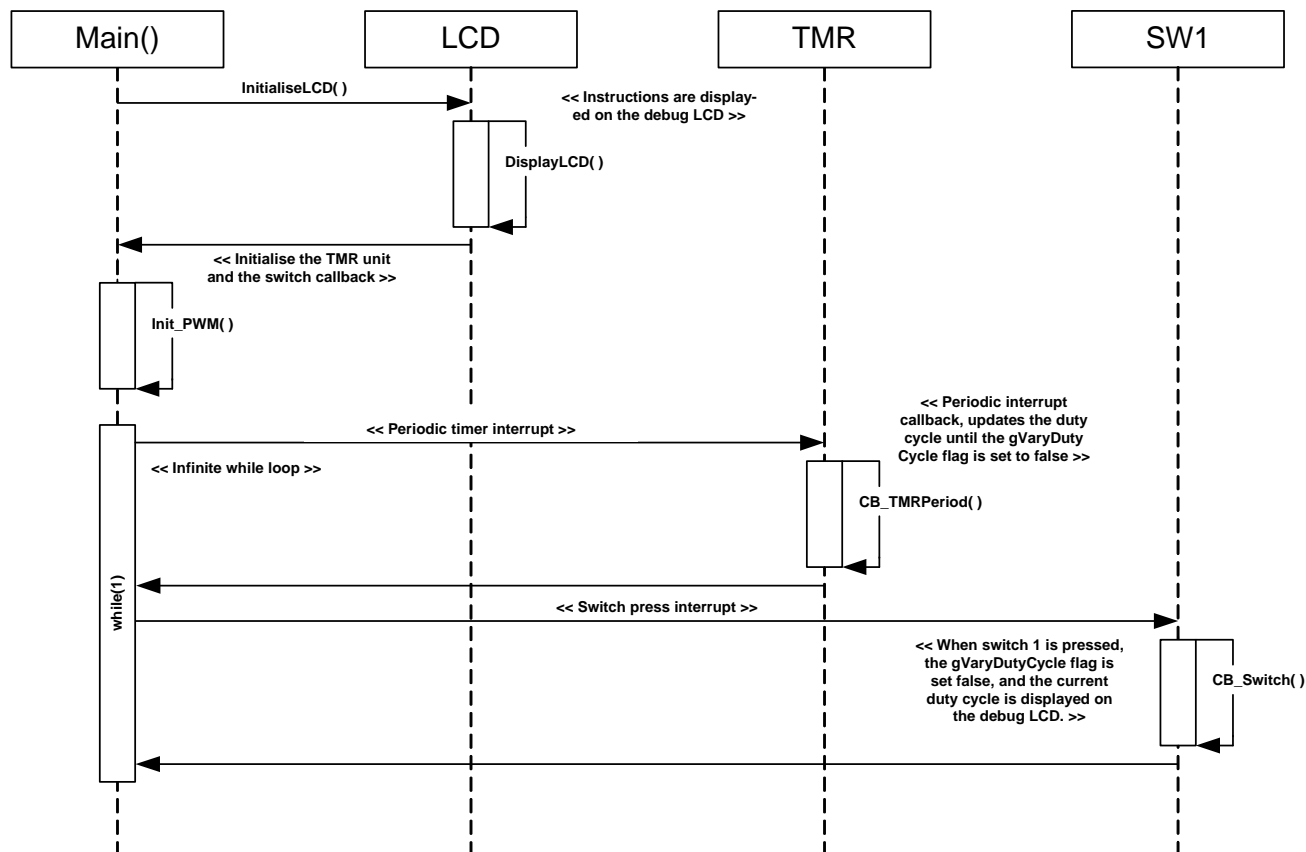 Main()
LCD
TMR
SW1
InitialiseLCD( )
<< Instructions are display-
ed on the debug LCD >>
DisplayLCD( )
<< Initialise the TMR unit
and the switch callback >>
Init_PWM( )
<< Periodic interrupt
callback, updates the duty
cycle until the gVaryDuty
Cycle flag is set to false >>
<< Periodic timer interrupt >>
<< Infinite while loop >>
CB_TMRPeriod( )
while(1)
<< Switch press interrupt >>
<< When switch 1 is pressed,
the gVaryDutyCycle flag is
set false, and the current
duty cycle is displayed on
the debug LCD. >>
CB_Switch( )